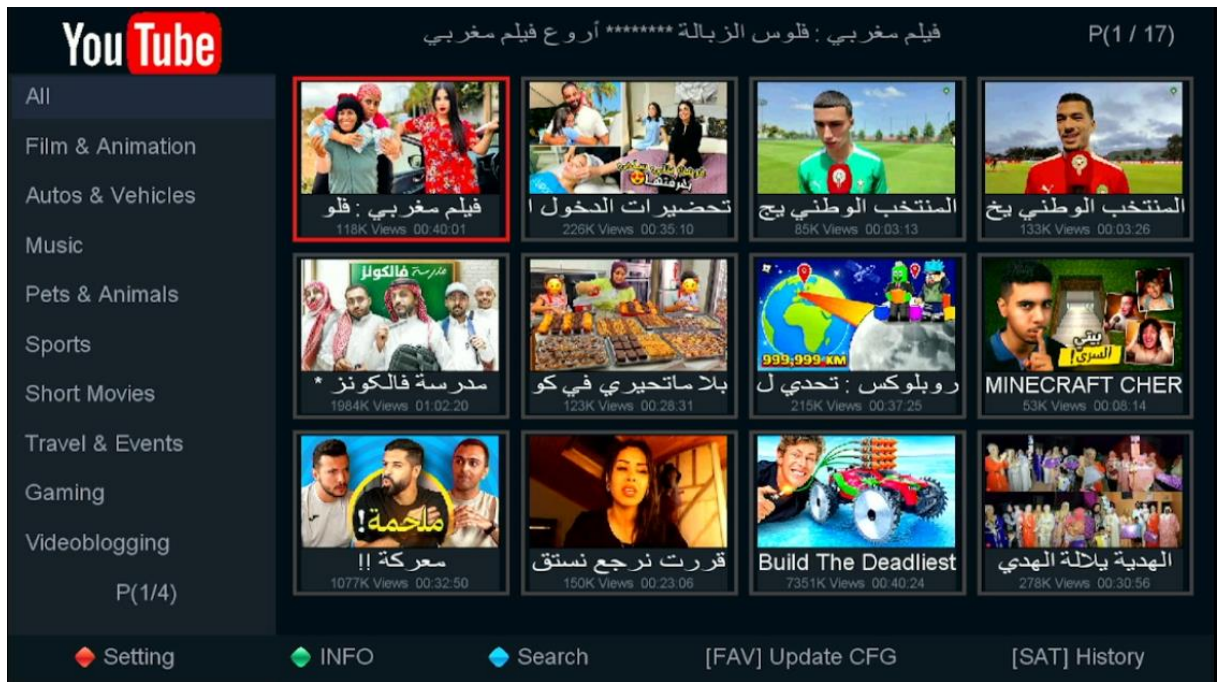 You Tube
فيلم مغربي : فلوس الزبالة ******** أروع فيلم مغربي
P(1 / 17)
All
Film & Animation
Autos & Vehicles
Music
Pets & Animals
Sports
Short Movies
Travel & Events
Gaming
Videoblogging
P(1/4)
فيلم مغربي : فلو
118K Views 00:40:01
تحضيرات الدخول ا
226K Views 00:35:10
المنتخب الوطني يج
85K Views 00:03:13
المنتخب الوطني يخ
133K Views 00:03:26
مدرسة فالكونز
مدرسة فالكونز *
1984K Views 01:02:20
بلا ماتحيري في كو
123K Views 00:28:31
999,999 KM
روبلوكس : تحدي ل
215K Views 00:37:25
بيتي
السري!
MINECRAFT CHER
53K Views 00:08:14
ملحمة!
معركة !!
1077K Views 00:32:50
قررت نرجع نستق
150K Views 00:23:06
Build The Deadliest
7351K Views 00:40:24
الهدية يلالة الهدي
278K Views 00:30:56
Setting
INFO
Search
[FAV] Update CFG
[SAT] History